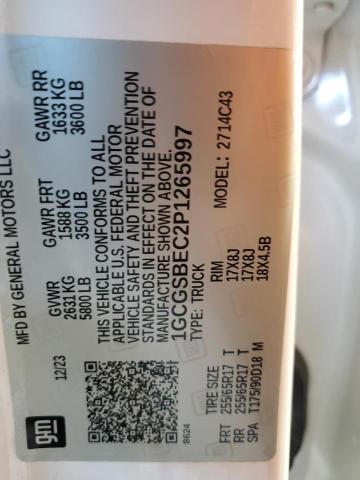 gm
MFD BY GENERAL MOTORS LLC
12/23 GVWR GAWR FRT GAWR RR
2631 KG 1588 KG 1633 KG
5800 LB 3500 LB 3600 LB
THIS VEHICLE CONFORMS TO ALL
APPLICABLE U.S. FEDERAL MOTOR
VEHICLE SAFETY AND THEFT PREVENTION
STANDARDS IN EFFECT ON THE DATE OF
MANUFACTURE SHOWN ABOVE.
1GCGSBEC2P1265997
8624 TYPE: TRUCK MODEL: 2714C43
TIRE SIZE RIM
FRT 255/65R17 T 17X8J
RR 255/65R17 T 17X8J
SPA T175/90D18 M 18X4.5B